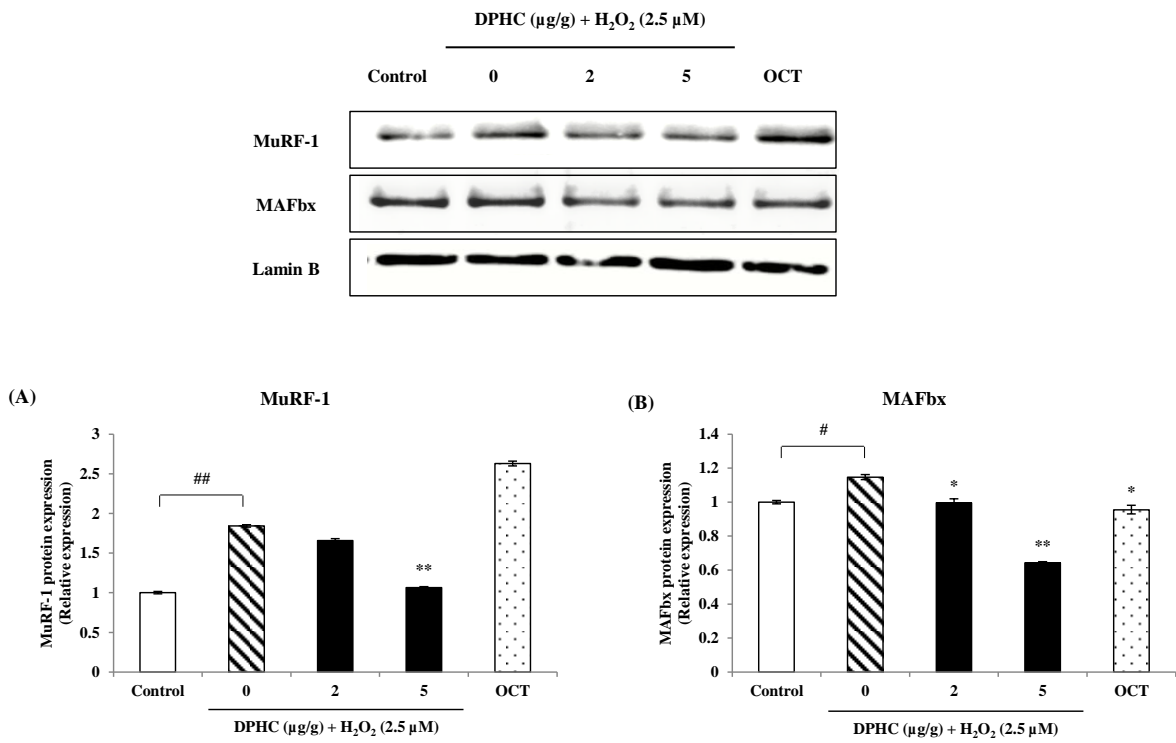 DPHC (µg/g) + H₂O₂ (2.5 µM)
Control 0 2 5 OCT
MuRF-1
MAFbx
Lamin B
(A)
MuRF-1
MuRF-1 protein expression
(Relative expression)
3
2.5
2
1.5
1
0.5
0
##
**
Control 0 2 5 OCT
DPHC (µg/g) + H₂O₂ (2.5 µM)
(B)
MAFbx
MAFbx protein expression
(Relative expression)
1.4
1.2
1
0.8
0.6
0.4
0.2
0
#
*
**
*
Control 0 2 5 OCT
DPHC (µg/g) + H₂O₂ (2.5 µM)